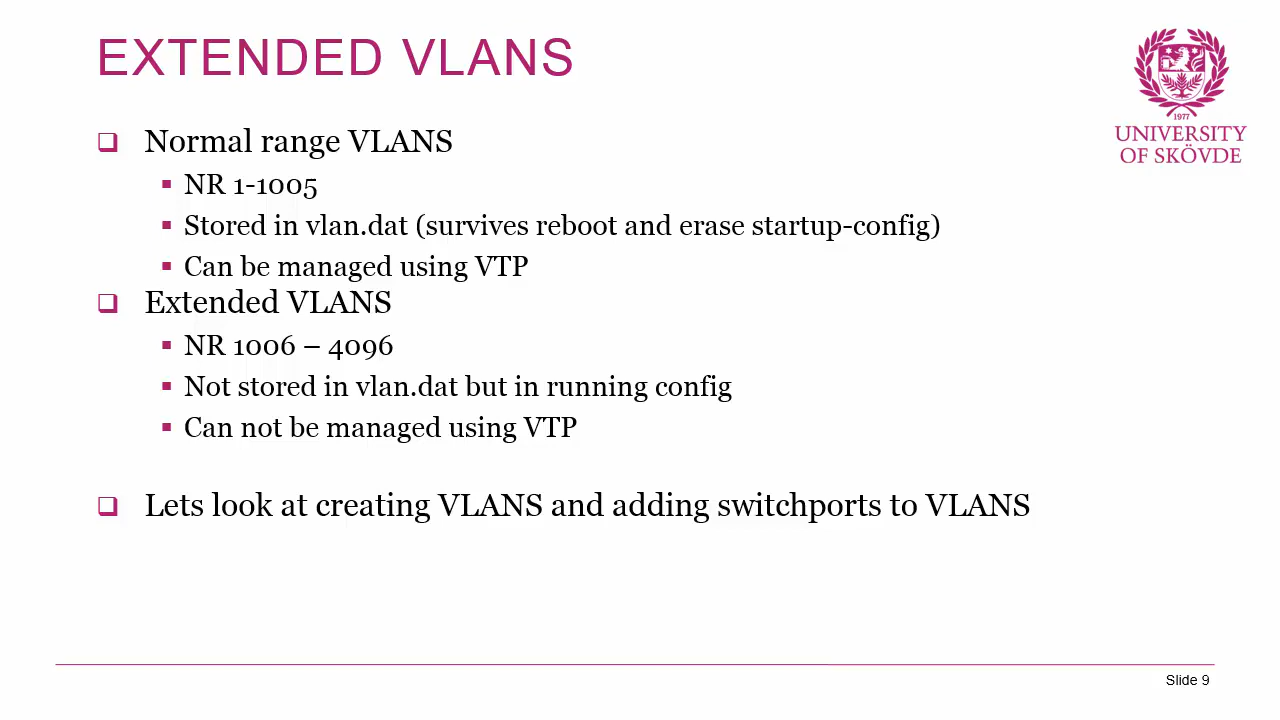 EXTENDED VLANS
1977
UNIVERSITY
OF SKÖVDE
Normal range VLANS
NR 1-1005
Stored in vlan.dat (survives reboot and erase startup-config)
Can be managed using VTP
Extended VLANS
NR 1006 – 4096
Not stored in vlan.dat but in running config
Can not be managed using VTP
Lets look at creating VLANS and adding switchports to VLANS
Slide 9